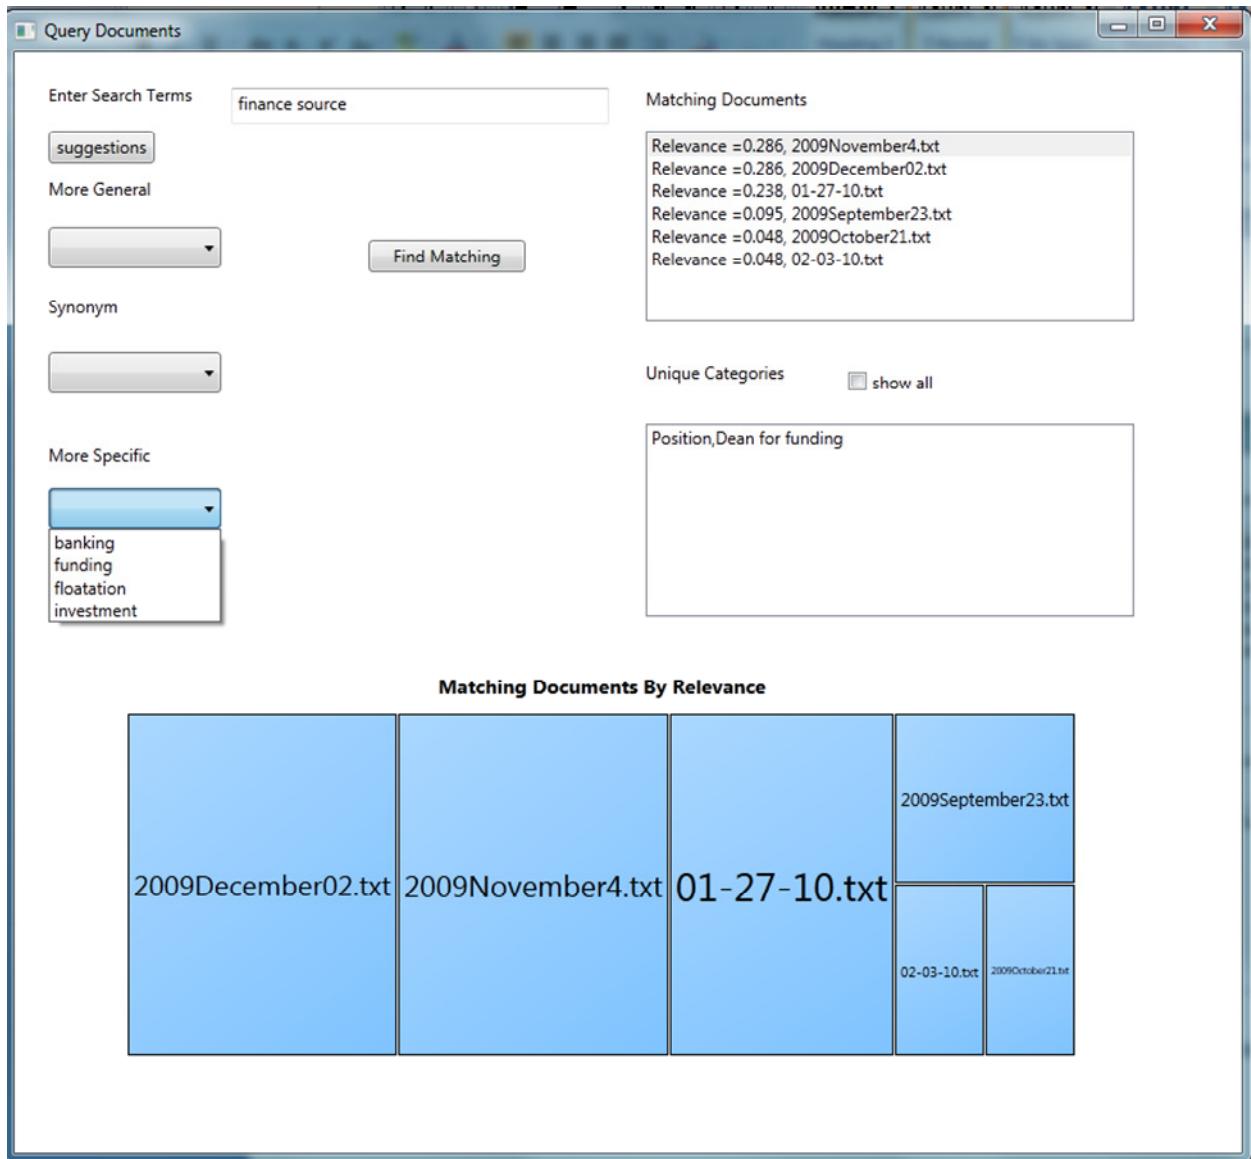 Query Documents
Enter Search Terms
finance source
suggestions
More General
Find Matching
Synonym
More Specific
banking
funding
floatation
investment
Matching Documents
Relevance =0.286, 2009November4.txt
Relevance =0.286, 2009December02.txt
Relevance =0.238, 01-27-10.txt
Relevance =0.095, 2009September23.txt
Relevance =0.048, 2009October21.txt
Relevance =0.048, 02-03-10.txt
Unique Categories
show all
Position,Dean for funding
Matching Documents By Relevance
2009December02.txt
2009November4.txt
01-27-10.txt
2009September23.txt
02-03-10.txt
2009October21.txt